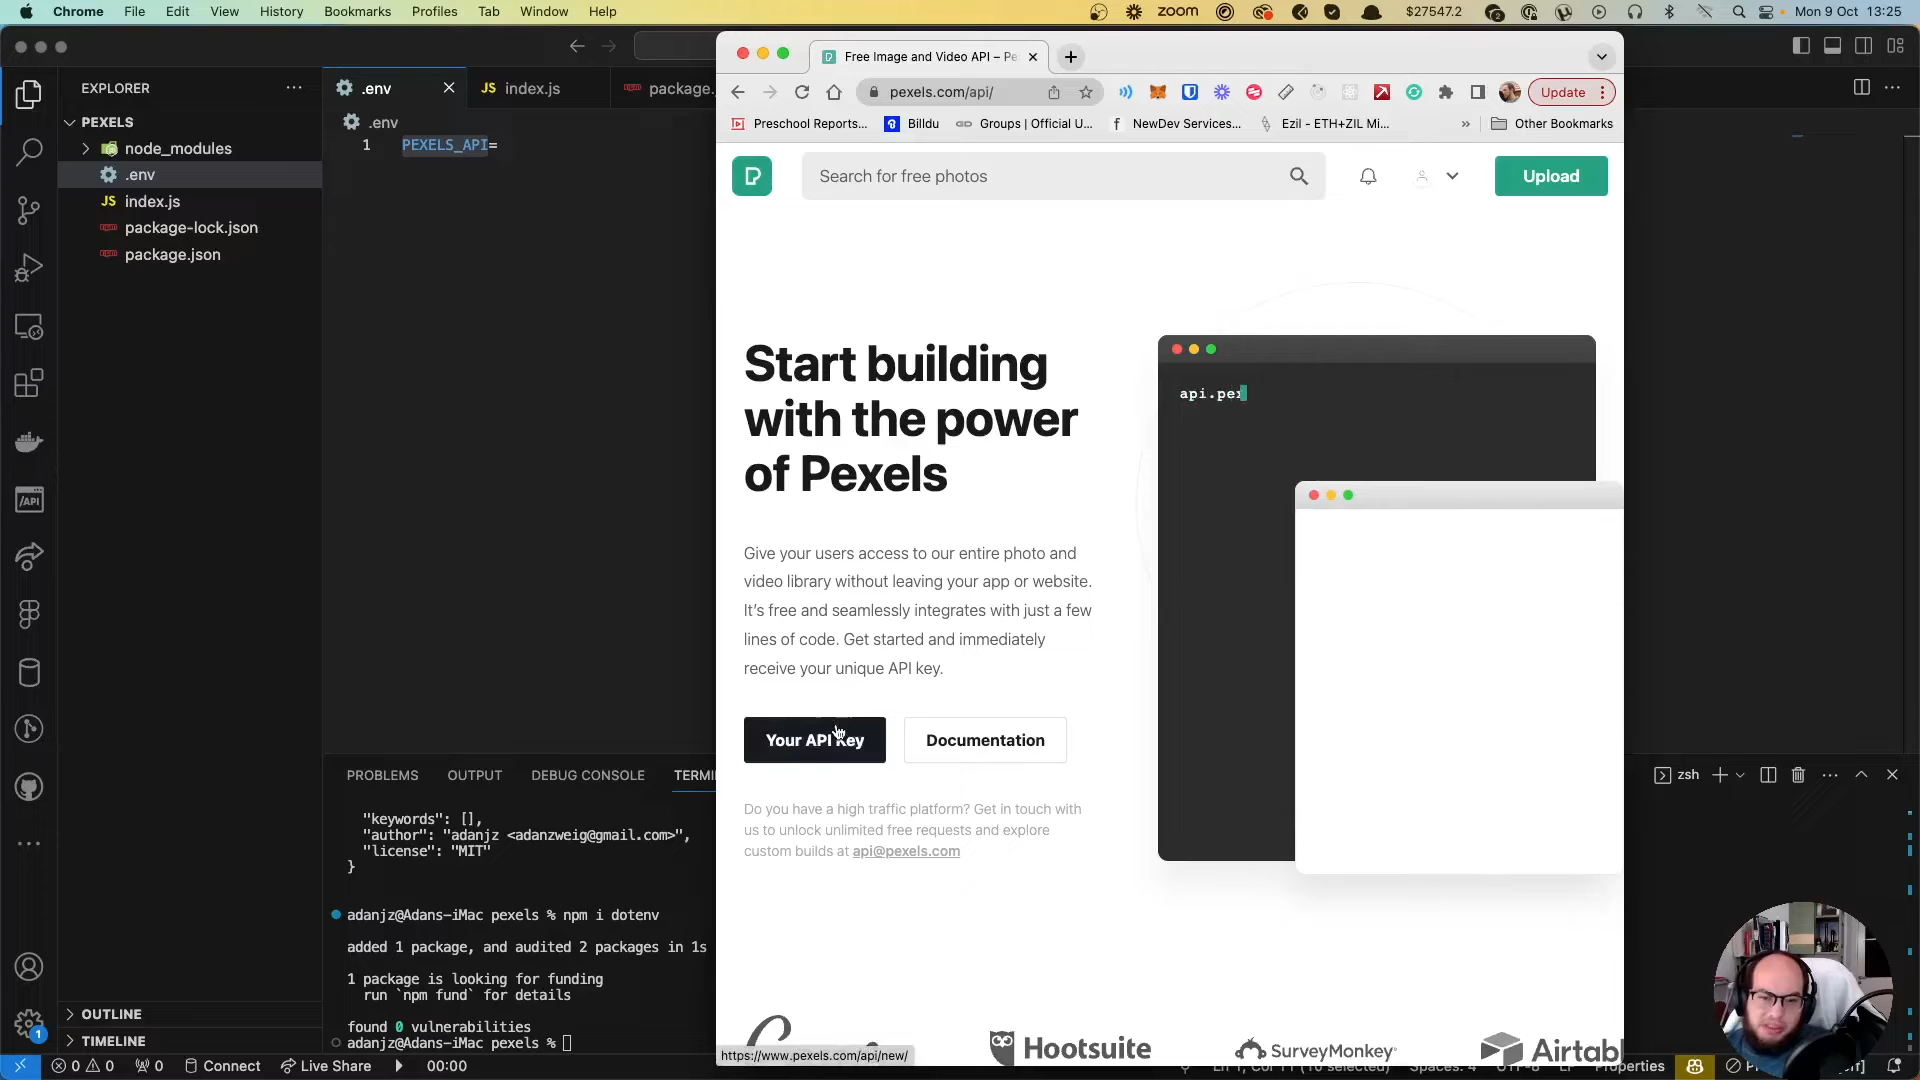 Chrome File Edit View History Bookmarks Profiles Tab Window Help
zoom $27547.2 Mon 9 Oct 13:25
EXPLORER
PEXELS
node_modules
.env
JS index.js
package-lock.json
package.json
OUTLINE
TIMELINE
.env
JS index.js
package.
.env
1 PEXELS_API=
Free Image and Video API – Pe
pexels.com/api/
Update
Preschool Reports...
Billdu
Groups | Official U...
NewDev Services...
Ezil - ETH+ZIL Mi...
»
Other Bookmarks
Search for free photos
Upload
Start building
with the power
of Pexels
api.pex
Give your users access to our entire photo and
video library without leaving your app or website.
It's free and seamlessly integrates with just a few
lines of code. Get started and immediately
receive your unique API key.
Your API Key
Documentation
Do you have a high traffic platform? Get in touch with
us to unlock unlimited free requests and explore
custom builds at api@pexels.com
Hootsuite
SurveyMonkey
Airtabl
https://www.pexels.com/api/new/
PROBLEMS OUTPUT DEBUG CONSOLE TERMI
zsh
"keywords": [],
"author": "adanjz <adanzweig@gmail.com>",
"license": "MIT"
}
adanjz@Adans-iMac pexels % npm i dotenv
added 1 package, and audited 2 packages in 1s
1 package is looking for funding
run `npm fund` for details
found 0 vulnerabilities
adanjz@Adans-iMac pexels %
0 0 0 Connect Live Share 00:00
Properties